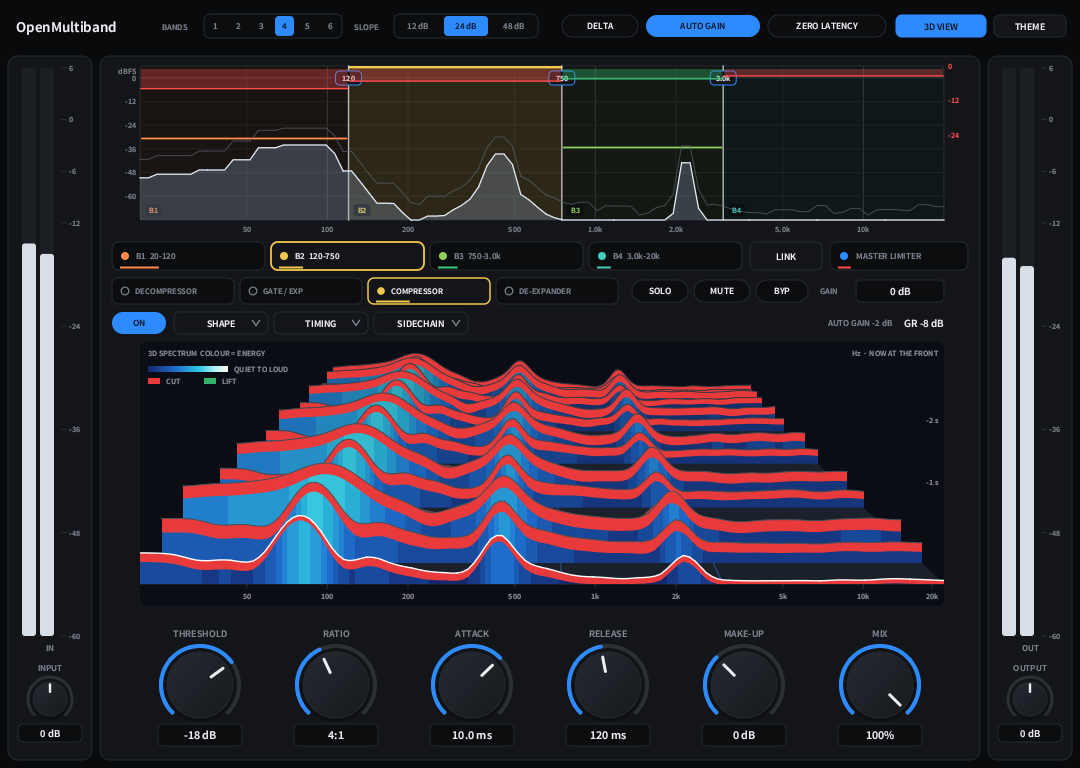 OpenMultiband
BANDS 1 2 3 4 5 6 SLOPE 12 dB 24 dB 48 dB DELTA AUTO GAIN ZERO LATENCY 3D VIEW THEME
6 0 -6 -12 -24 -36 -48 -60
IN
INPUT
0 dB
dBFS
0 -12 -24 -36 -48 -60
120 750 3.0k
0 -12 -24
B1 B2 B3 B4
50 100 200 500 1.0k 2.0k 5.0k 10k
B1 20-120 B2 120-750 B3 750-3.0k B4 3.0k-20k LINK MASTER LIMITER
DECOMPRESSOR GATE / EXP COMPRESSOR DE-EXPANDER SOLO MUTE BYP GAIN 0 dB
ON SHAPE TIMING SIDECHAIN AUTO GAIN -2 dB GR -8 dB
3D SPECTRUM COLOUR = ENERGY Hz · NOW AT THE FRONT
QUIET TO LOUD
CUT LIFT
-2 s
-1 s
50 100 200 500 1k 2k 5k 10k 20k
THRESHOLD RATIO ATTACK RELEASE MAKE-UP MIX
-18 dB 4:1 10.0 ms 120 ms 0 dB 100%
6 0 -6 -12 -24 -36 -48 -60
OUT
OUTPUT
0 dB